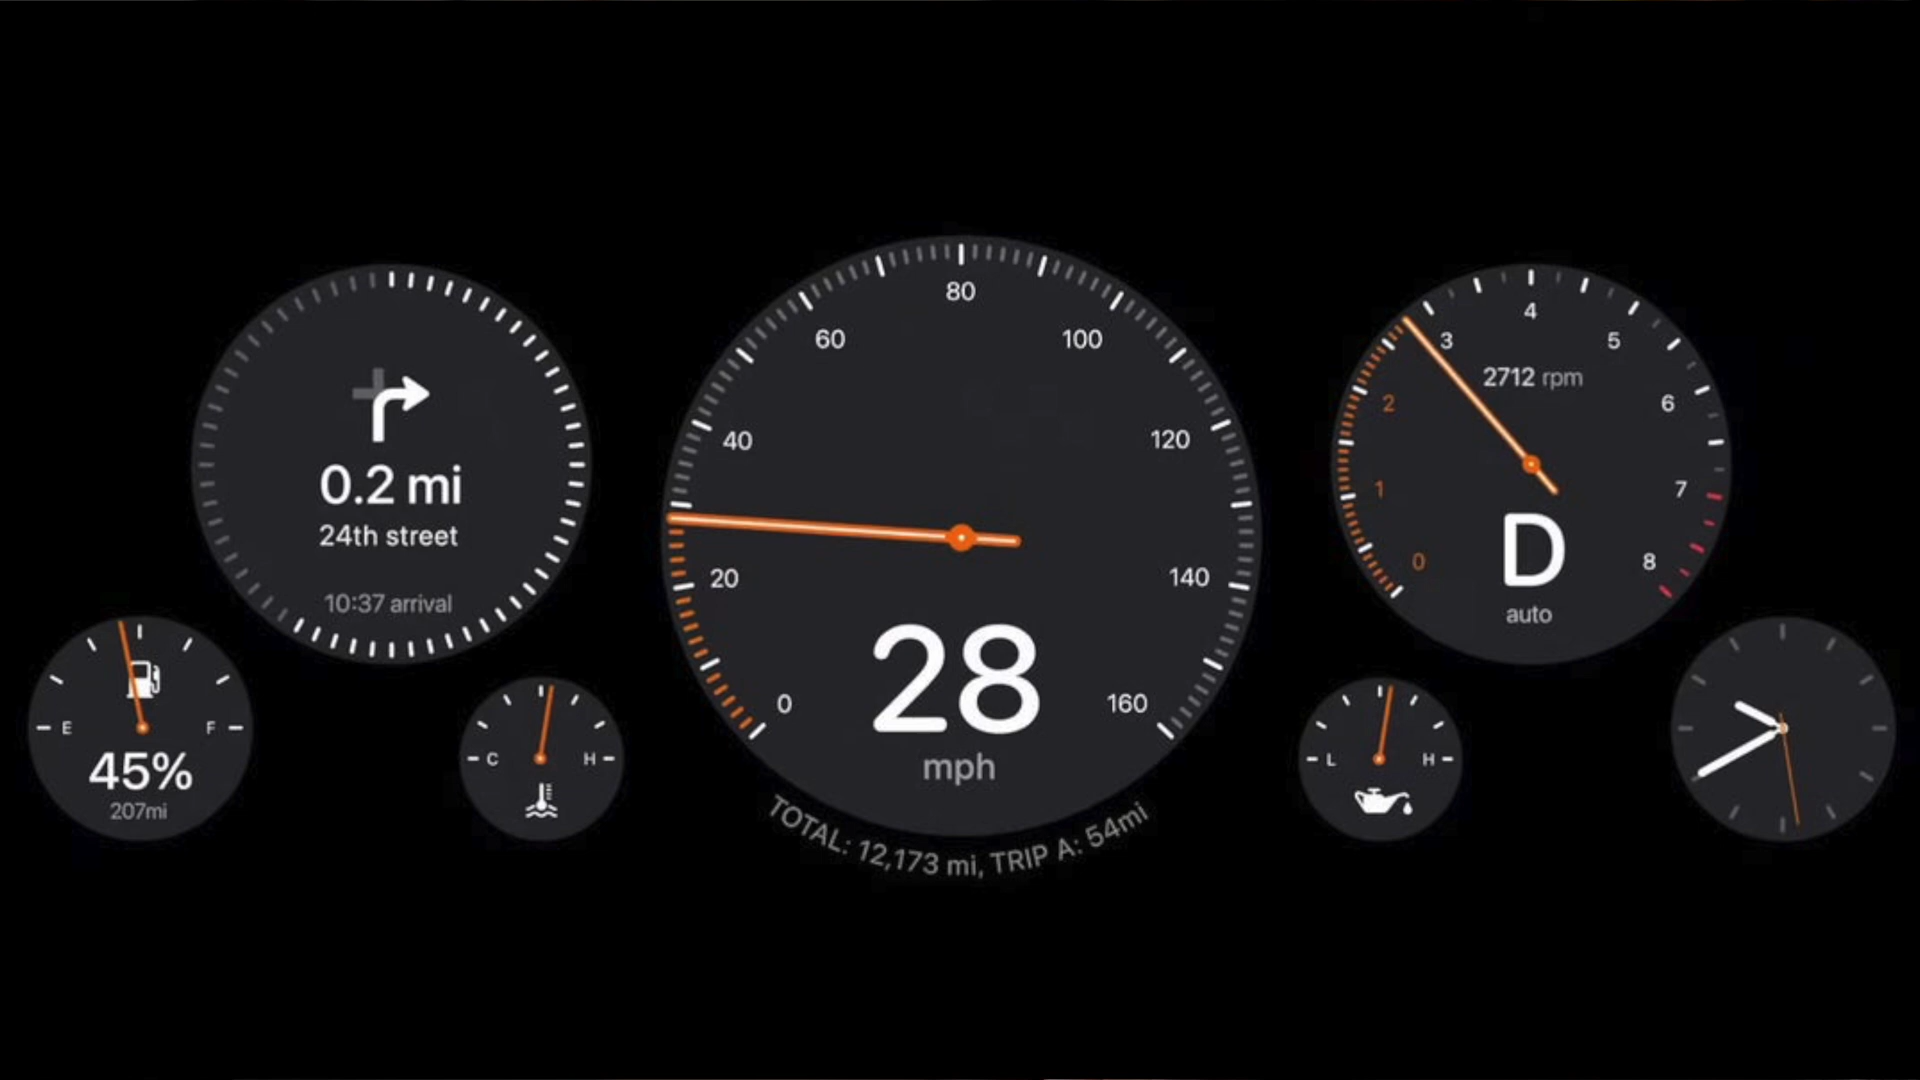 0.2 mi
24th street
10:37 arrival
E
F
45%
207mi
C
H
0
20
40
60
80
100
120
140
160
28
mph
TOTAL: 12,173 mi, TRIP A: 54mi
0
1
2
3
4
5
6
7
8
2712 rpm
D
auto
L
H